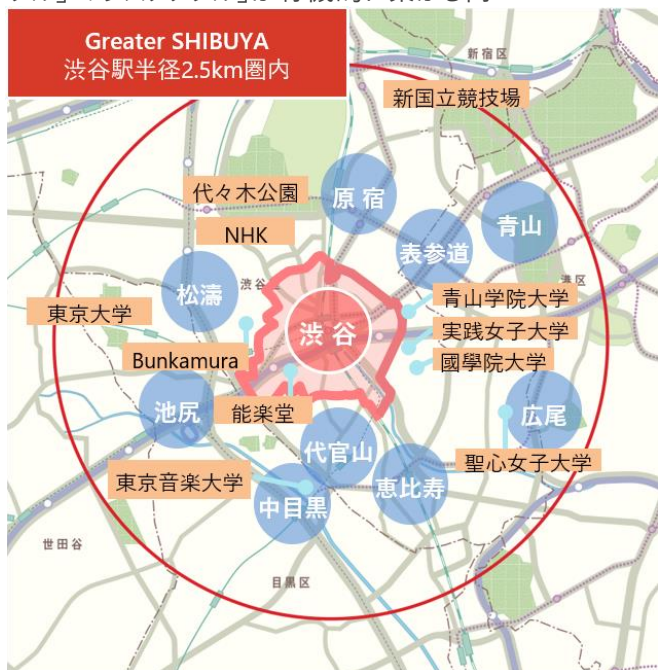 Greater SHIBUYA
渋谷駅半径2.5km圏内
新宿区
新国立競技場
代々木公園
原宿
青山
NHK
表参道
松濤
渋谷
港区
東京大学
青山学院大学
渋谷
実践女子大学
Bunkamura
國學院大学
池尻
能楽堂
広尾
代官山
聖心女子大学
東京音楽大学
恵比寿
中目黒
世田谷
目黒区